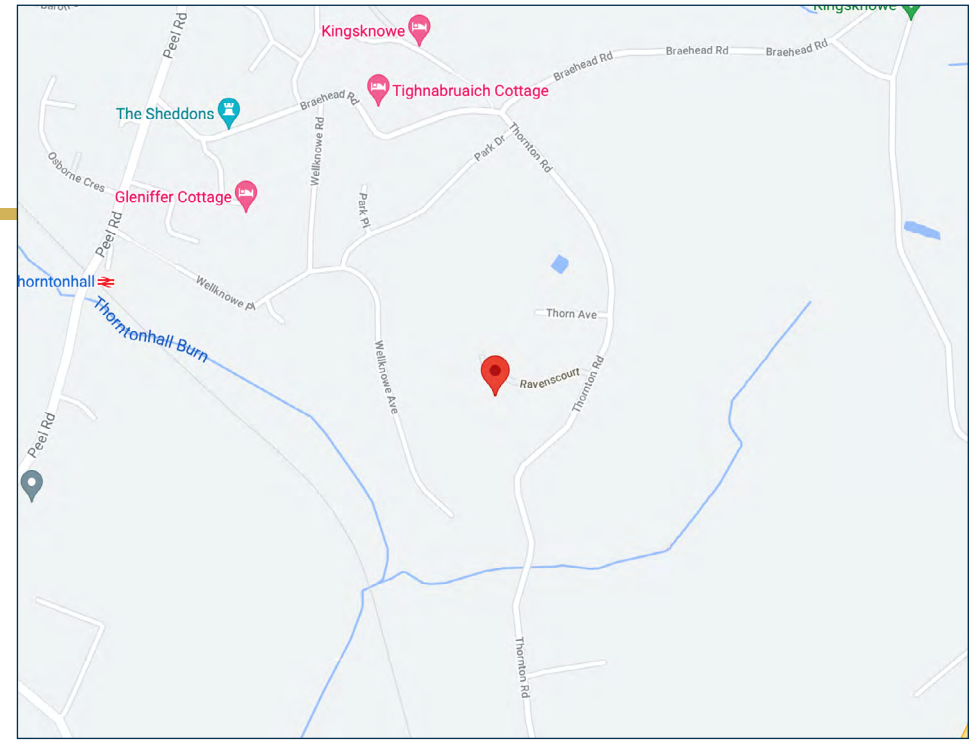 Kingsknowe
Peel Rd
Kingsknowe
Braehead Rd
Braehead Rd
Braehead Rd
Tighnabruaich Cottage
Braehead Rd
The Sheddons
Thornton Rd
Park Dr
Wellknowe Rd
Osborne Cres
Gleniffer Cottage
Park Pl
Peel Rd
horntonhall
Wellknowe Pl
Thorntonhall Burn
Thorn Ave
Wellknowe Ave
Ravenscourt
Thornton Rd
Peel Rd
Thornton Rd